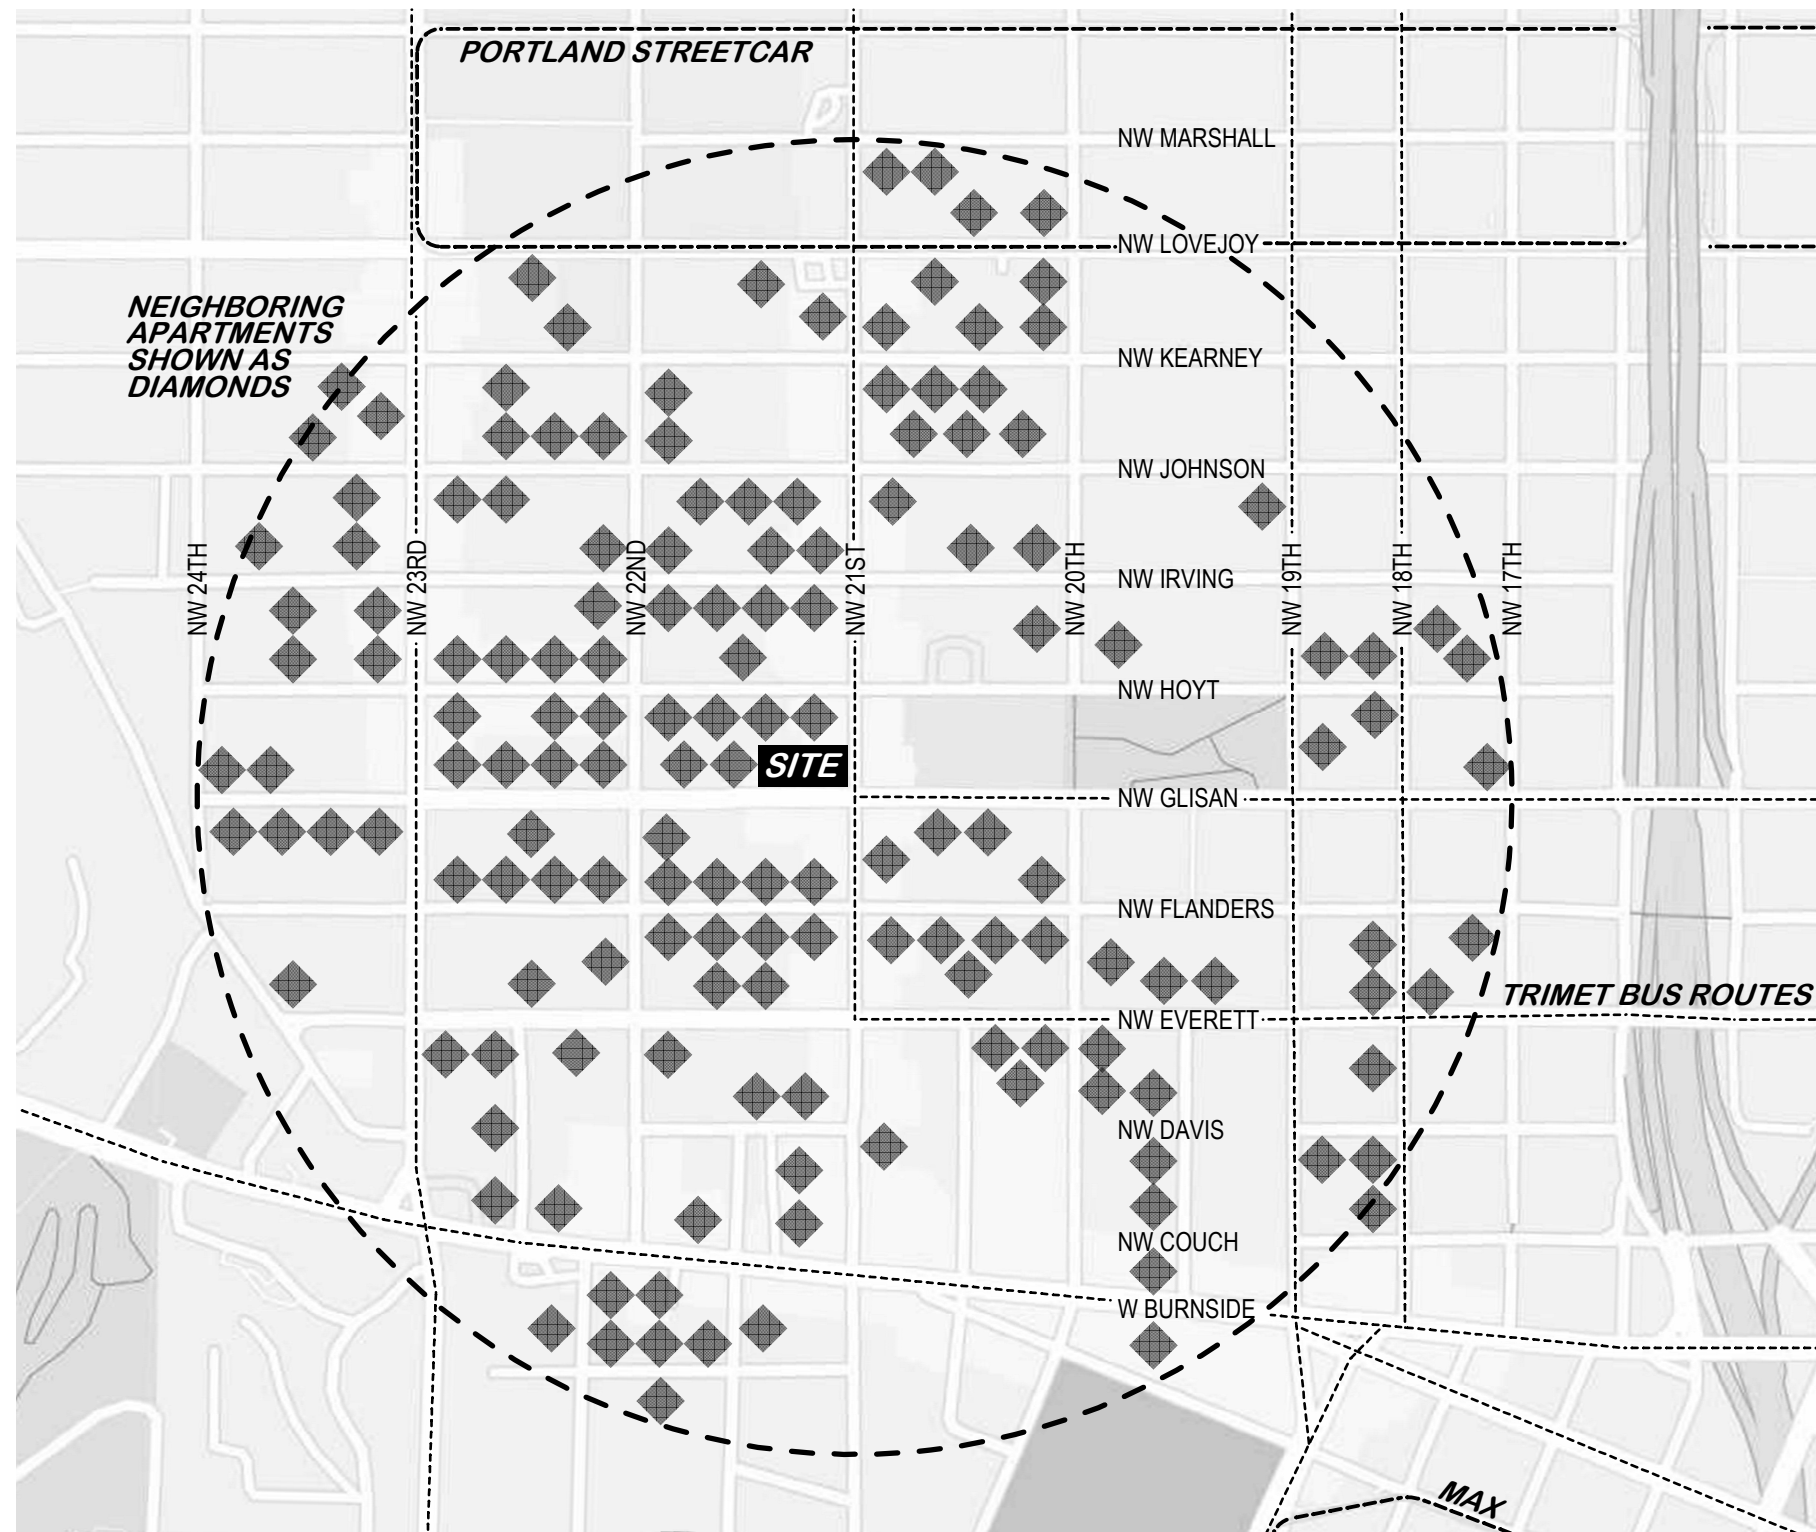 PORTLAND STREETCAR
NW MARSHALL
NW LOVEJOY
NEIGHBORING
APARTMENTS
SHOWN AS
DIAMONDS
NW KEARNEY
NW JOHNSON
NW 24TH
NW 23RD
NW 22ND
NW 21ST
NW 20TH
NW 19TH
NW 18TH
NW 17TH
NW IRVING
NW HOYT
SITE
NW GLISAN
NW FLANDERS
TRIMET BUS ROUTES
NW EVERETT
NW DAVIS
NW COUCH
W BURNSIDE
MAX